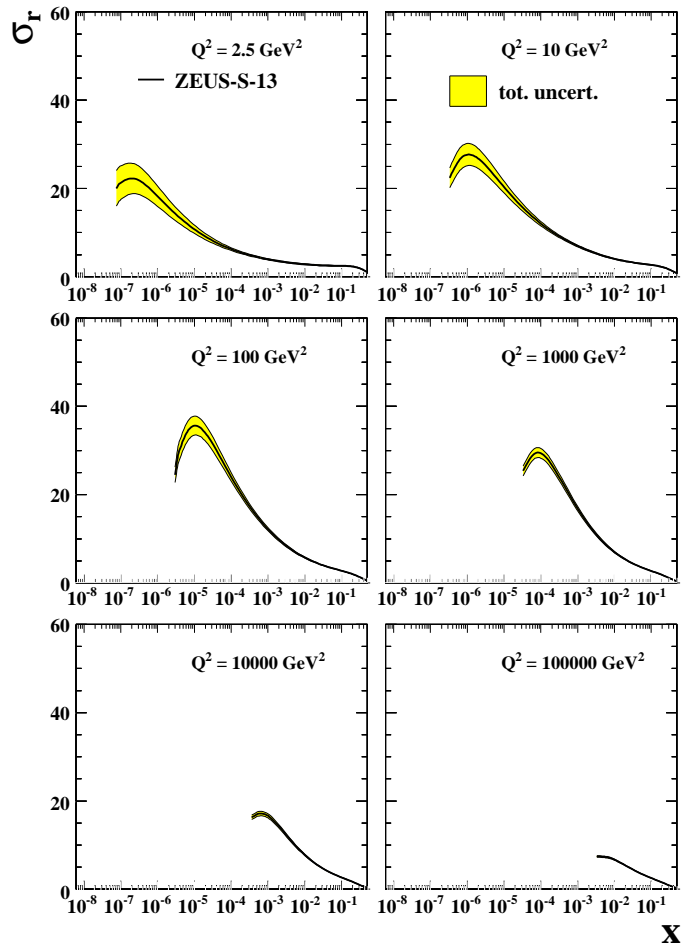 σᵣ
60
40
20
0
Q² = 2.5 GeV²
ZEUS-S-13
10⁻⁸ 10⁻⁷ 10⁻⁶ 10⁻⁵ 10⁻⁴ 10⁻³ 10⁻² 10⁻¹
Q² = 10 GeV²
tot. uncert.
10⁻⁸ 10⁻⁷ 10⁻⁶ 10⁻⁵ 10⁻⁴ 10⁻³ 10⁻² 10⁻¹
60
40
20
0
Q² = 100 GeV²
10⁻⁸ 10⁻⁷ 10⁻⁶ 10⁻⁵ 10⁻⁴ 10⁻³ 10⁻² 10⁻¹
Q² = 1000 GeV²
10⁻⁸ 10⁻⁷ 10⁻⁶ 10⁻⁵ 10⁻⁴ 10⁻³ 10⁻² 10⁻¹
60
40
20
0
Q² = 10000 GeV²
10⁻⁸ 10⁻⁷ 10⁻⁶ 10⁻⁵ 10⁻⁴ 10⁻³ 10⁻² 10⁻¹
Q² = 100000 GeV²
10⁻⁸ 10⁻⁷ 10⁻⁶ 10⁻⁵ 10⁻⁴ 10⁻³ 10⁻² 10⁻¹
x